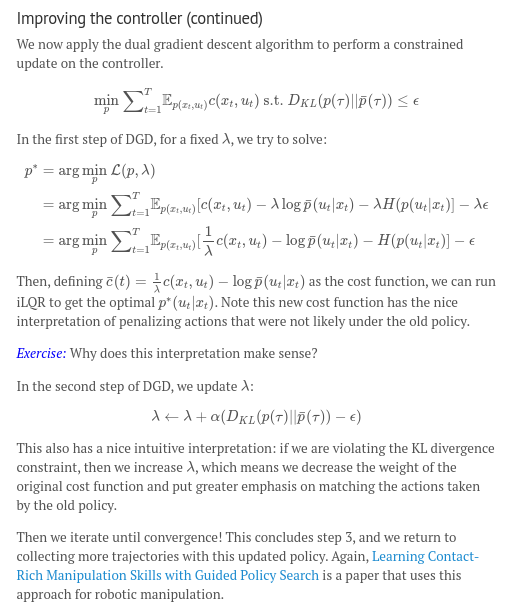 Improving the controller (continued)
We now apply the dual gradient descent algorithm to perform a constrained
update on the controller.
$\min_p \sum_{t=1}^{T} \mathbb{E}_{p(x_t,u_t)} c(x_t, u_t) \text{ s.t. } D_{KL}(p(\tau)||\bar{p}(\tau)) \leq \epsilon$
In the first step of DGD, for a fixed $\lambda$, we try to solve:
$p^* = \arg\min_p \mathcal{L}(p, \lambda)$
$= \arg\min_p \sum_{t=1}^{T} \mathbb{E}_{p(x_t,u_t)}[c(x_t, u_t) - \lambda \log \bar{p}(u_t|x_t) - \lambda H(p(u_t|x_t)] - \lambda\epsilon$
$= \arg\min_p \sum_{t=1}^{T} \mathbb{E}_{p(x_t,u_t)}[\frac{1}{\lambda} c(x_t, u_t) - \log \bar{p}(u_t|x_t) - H(p(u_t|x_t)] - \epsilon$
Then, defining $\bar{c}(t) = \frac{1}{\lambda} c(x_t, u_t) - \log \bar{p}(u_t|x_t)$ as the cost function, we can run
iLQR to get the optimal $p^*(u_t|x_t)$. Note this new cost function has the nice
interpretation of penalizing actions that were not likely under the old policy.
Exercise: Why does this interpretation make sense?
In the second step of DGD, we update $\lambda$:
$\lambda \leftarrow \lambda + \alpha(D_{KL}(p(\tau)||\bar{p}(\tau)) - \epsilon)$
This also has a nice intuitive interpretation: if we are violating the KL divergence
constraint, then we increase $\lambda$, which means we decrease the weight of the
original cost function and put greater emphasis on matching the actions taken
by the old policy.
Then we iterate until convergence! This concludes step 3, and we return to
collecting more trajectories with this updated policy. Again, Learning Contact-
Rich Manipulation Skills with Guided Policy Search is a paper that uses this
approach for robotic manipulation.